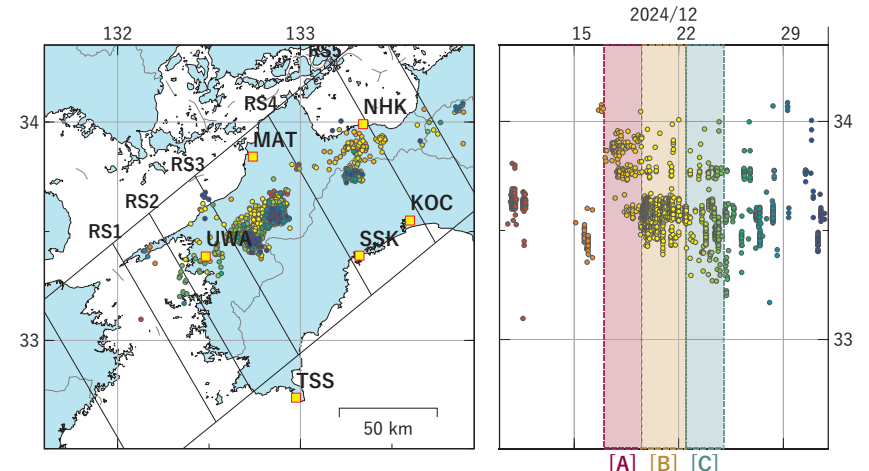 2024/12
132 133 15 22 29
RS5
RS4
NHK
34 34
MAT
RS3
RS2
KOC
RS1
UWA
SSK
33 33
TSS
50 km
[A] [B] [C]